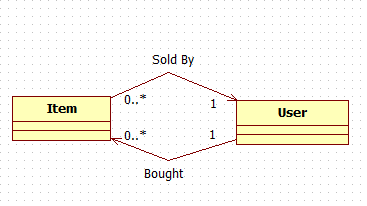 Sold By
0..* 1
Item User
0..* 1
Bought